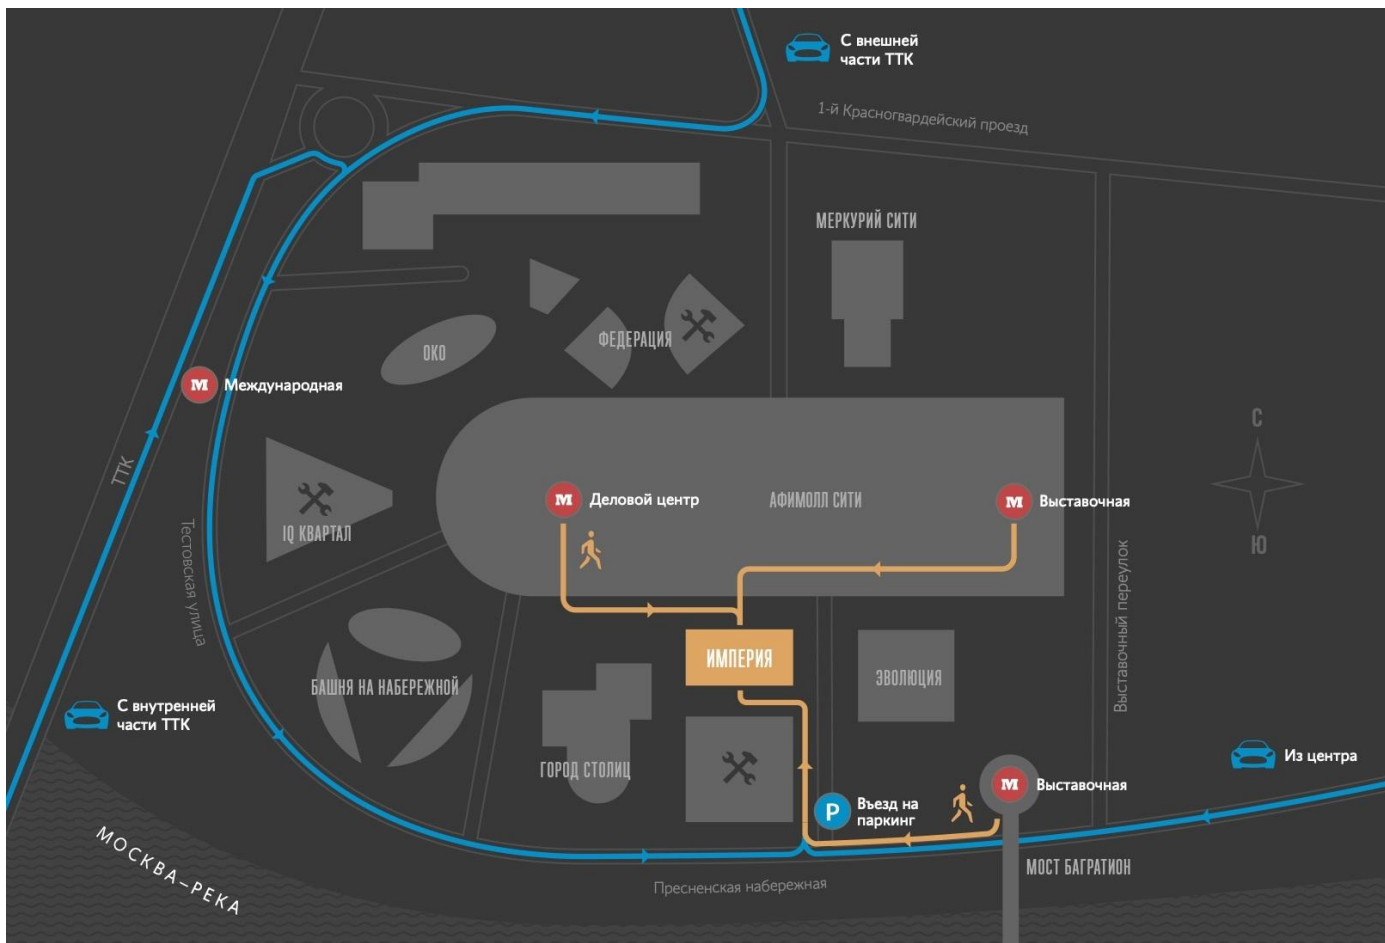 С внешней
части ТТК
1-й Красногвардейский проезд
МЕРКУРИЙ СИТИ
ФЕДЕРАЦИЯ
ОКО
М
Международная
С
ТТК
М
Деловой центр
АФИМОЛЛ СИТИ
М
Выставочная
IQ КВАРТАЛ
Ю
Тестовская улица
Выставочный переулок
ИМПЕРИЯ
ЭВОЛЮЦИЯ
БАШНЯ НА НАБЕРЕЖНОЙ
С внутренней
части ТТК
ГОРОД СТОЛИЦ
Из центра
М
Выставочная
P
Въезд на
паркинг
МОСТ БАГРАТИОН
МОСКВА–РЕКА
Пресненская набережная